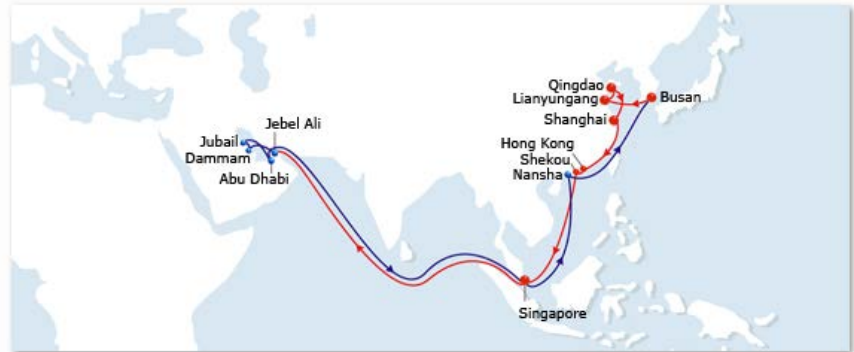 Qingdao
Lianyungang
Busan
Shanghai
Hong Kong
Shekou
Nansha
Jebel Ali
Jubail
Dammam
Abu Dhabi
Singapore